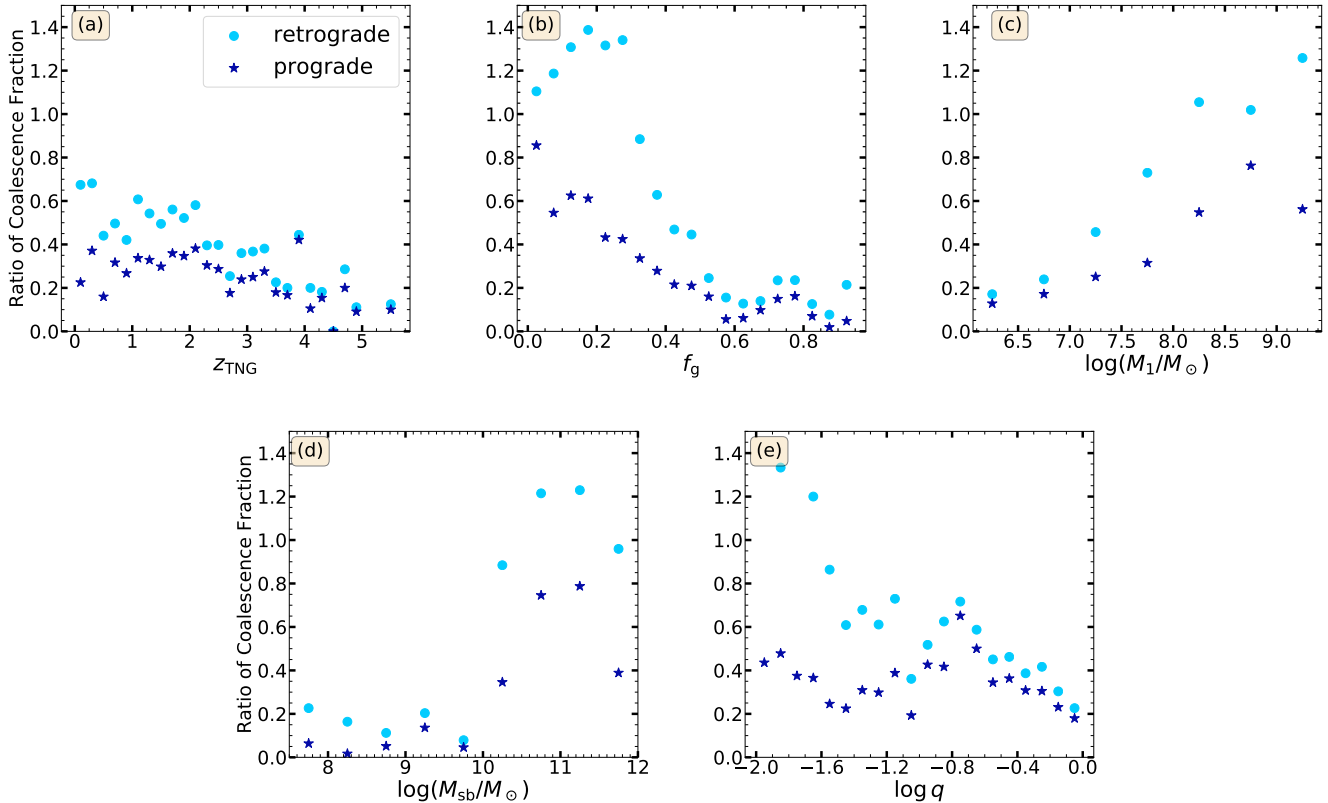 (a)
retrograde
prograde
Ratio of Coalescence Fraction
1.4
1.2
1.0
0.8
0.6
0.4
0.2
0.0
0 1 2 3 4 5
z_TNG
(b)
1.4
1.2
1.0
0.8
0.6
0.4
0.2
0.0
0.0 0.2 0.4 0.6 0.8
f_g
(c)
1.4
1.2
1.0
0.8
0.6
0.4
0.2
0.0
6.5 7.0 7.5 8.0 8.5 9.0
log(M_1/M_⊙)
(d)
Ratio of Coalescence Fraction
1.4
1.2
1.0
0.8
0.6
0.4
0.2
0.0
8 9 10 11 12
log(M_sb/M_⊙)
(e)
1.4
1.2
1.0
0.8
0.6
0.4
0.2
0.0
−2.0 −1.6 −1.2 −0.8 −0.4 0.0
log q